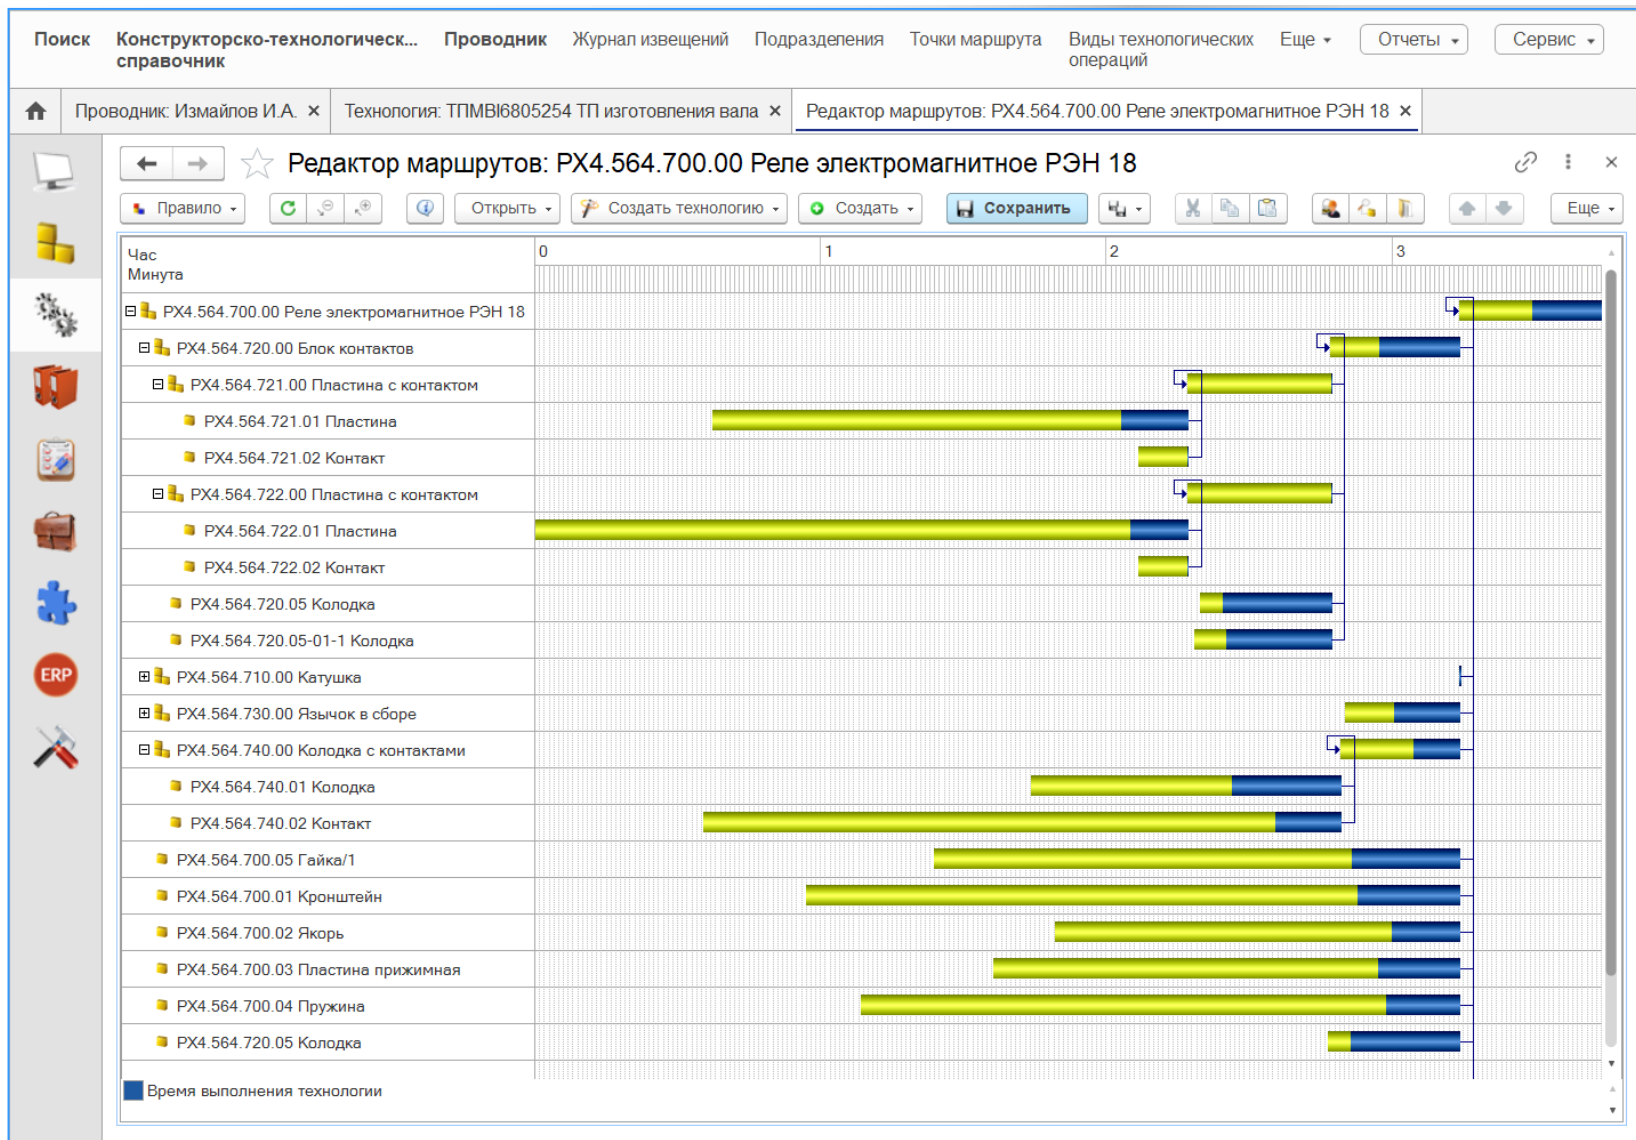 Поиск Конструкторско-технологическ... Проводник Журнал извещений Подразделения Точки маршрута Виды технологических Еще Отчеты Сервис
справочник операций
Проводник: Измайлов И.А. × Технология: ТПМВI6805254 ТП изготовления вала × Редактор маршрутов: РХ4.564.700.00 Реле электромагнитное РЭН 18 ×
Редактор маршрутов: РХ4.564.700.00 Реле электромагнитное РЭН 18
Правило Открыть Создать технологию Создать Сохранить Еще
Час 0 1 2 3
Минута
РХ4.564.700.00 Реле электромагнитное РЭН 18
РХ4.564.720.00 Блок контактов
РХ4.564.721.00 Пластина с контактом
РХ4.564.721.01 Пластина
РХ4.564.721.02 Контакт
РХ4.564.722.00 Пластина с контактом
РХ4.564.722.01 Пластина
РХ4.564.722.02 Контакт
РХ4.564.720.05 Колодка
РХ4.564.720.05-01-1 Колодка
РХ4.564.710.00 Катушка
ERP
РХ4.564.730.00 Язычок в сборе
РХ4.564.740.00 Колодка с контактами
РХ4.564.740.01 Колодка
РХ4.564.740.02 Контакт
РХ4.564.700.05 Гайка/1
РХ4.564.700.01 Кронштейн
РХ4.564.700.02 Якорь
РХ4.564.700.03 Пластина прижимная
РХ4.564.700.04 Пружина
РХ4.564.720.05 Колодка
Время выполнения технологии